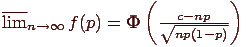 $\overline{\lim}_{n\to\infty} f(p) = \Phi\left(\frac{c-np}{\sqrt{np(1-p)}}\right)$